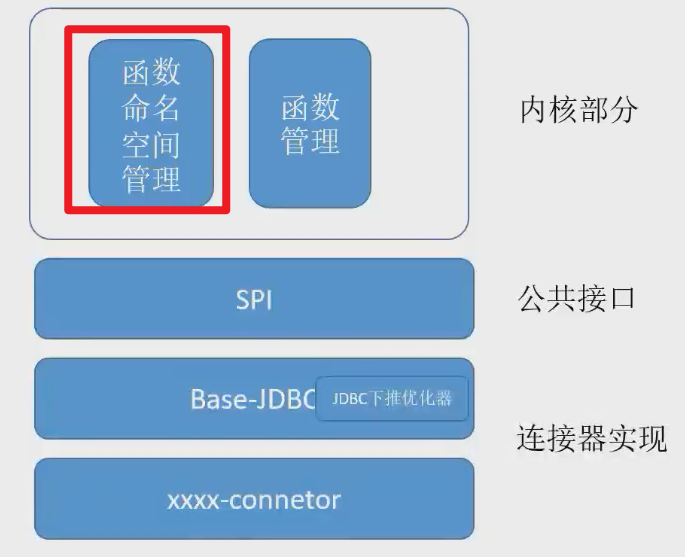 函数
命名
空间
管理
函数
管理
内核部分
SPI
公共接口
Base-JDBC
JDBC下推优化器
连接器实现
xxxx-connetor